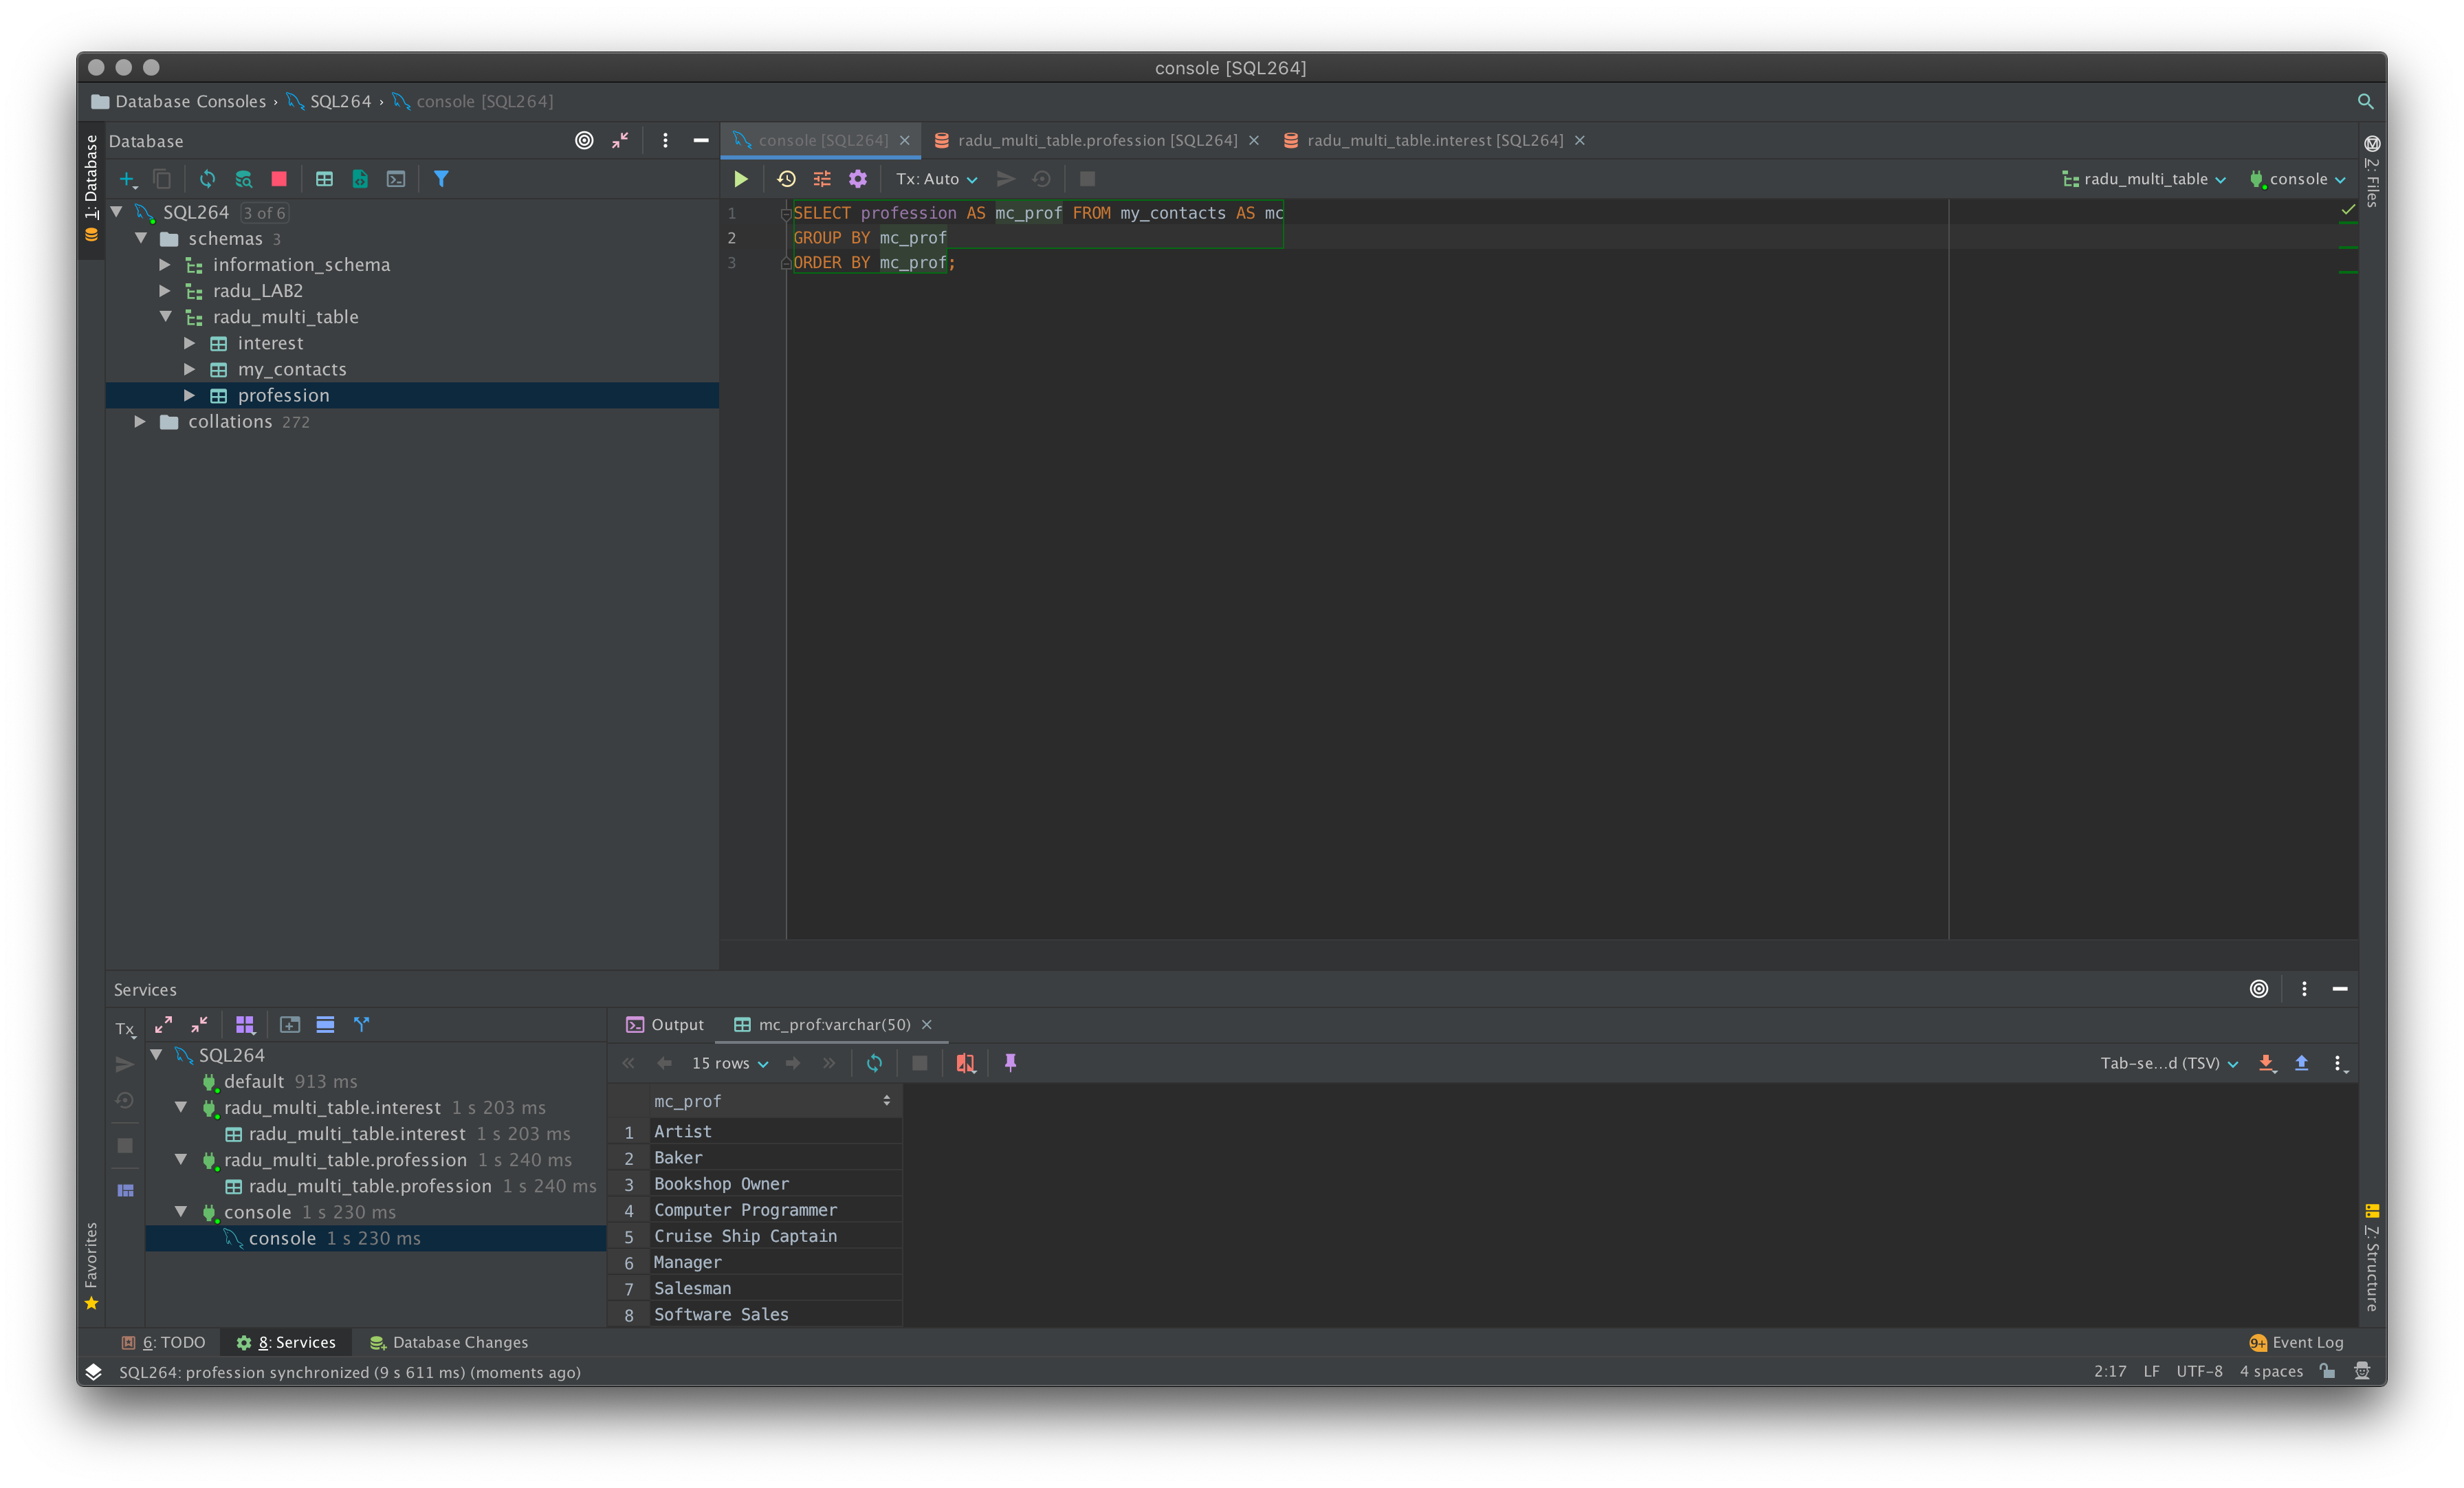 console [SQL264]
Database Consoles › SQL264 › console [SQL264]
1: Database
Database
SQL264 3 of 6
schemas 3
information_schema
radu_LAB2
radu_multi_table
interest
my_contacts
profession
collations 272
console [SQL264] radu_multi_table.profession [SQL264] radu_multi_table.interest [SQL264]
Tx: Auto radu_multi_table console
1 SELECT profession AS mc_prof FROM my_contacts AS mc
2 GROUP BY mc_prof
3 ORDER BY mc_prof;
2: Files
Services
Tx
SQL264
default 913 ms
radu_multi_table.interest 1 s 203 ms
radu_multi_table.interest 1 s 203 ms
radu_multi_table.profession 1 s 240 ms
radu_multi_table.profession 1 s 240 ms
console 1 s 230 ms
console 1 s 230 ms
Output mc_prof:varchar(50)
15 rows Tab-se...d (TSV)
mc_prof
1 Artist
2 Baker
3 Bookshop Owner
4 Computer Programmer
5 Cruise Ship Captain
6 Manager
7 Salesman
8 Software Sales
Favorites
7: Structure
6: TODO 8: Services Database Changes 9+ Event Log
SQL264: profession synchronized (9 s 611 ms) (moments ago) 2:17 LF UTF-8 4 spaces